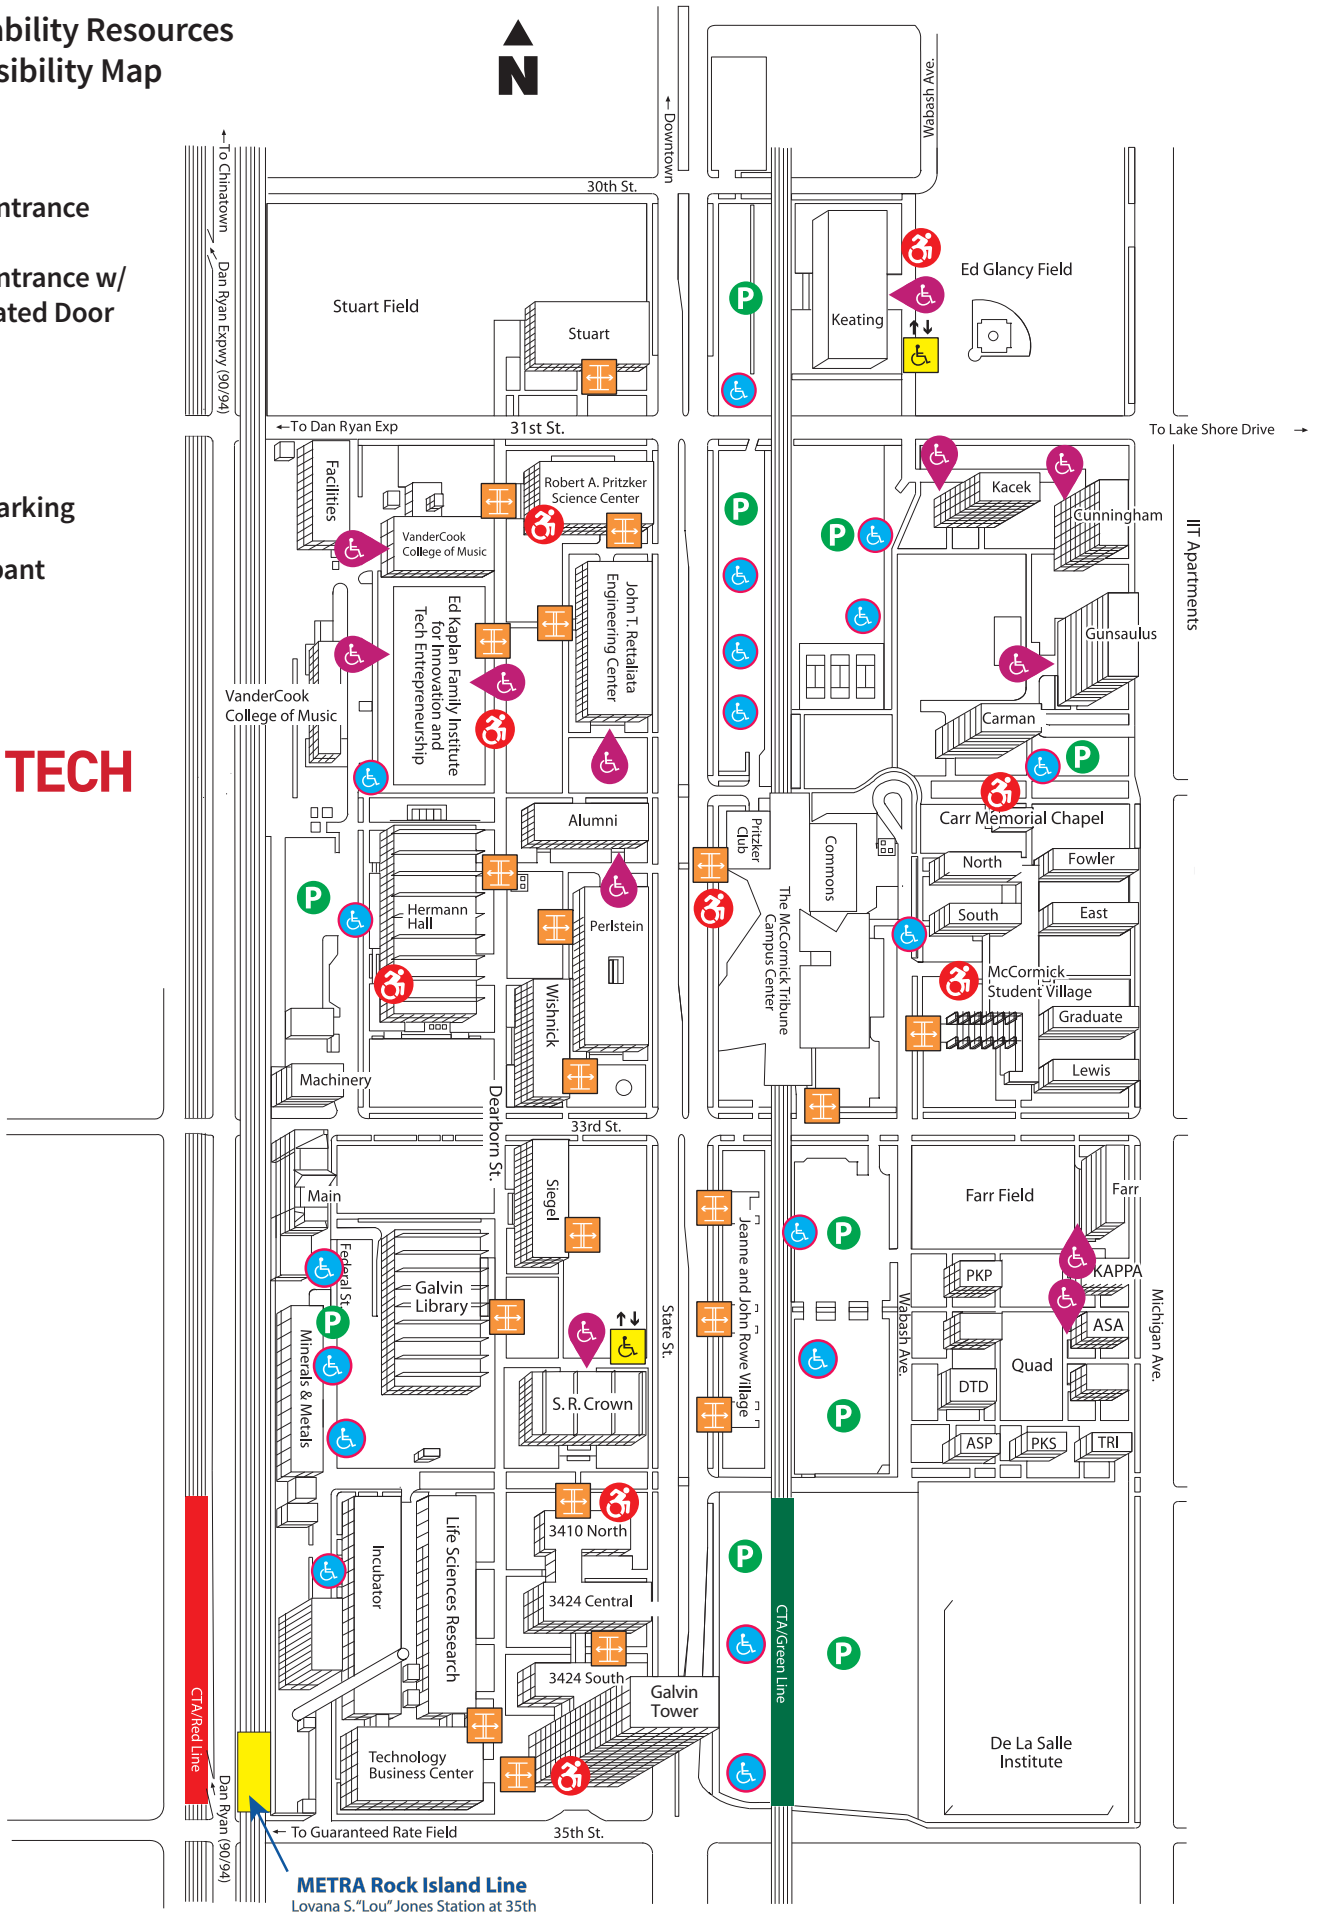 ability Resources
sibility Map
N
ntrance
ntrance w/
ated Door
arking
pant
TECH
← To Chinatown
Dan Ryan Expwy (90/94)
← Downtown
Wabash Ave.
30th St.
Stuart Field
Stuart
P
Keating
Ed Glancy Field
← To Dan Ryan Exp
31st St.
To Lake Shore Drive →
Facilities
Robert A. Pritzker
Science Center
P
P
Kacek
Cunningham
IIT Apartments
VanderCook
College of Music
John T. Rettaliata
Engineering Center
Ed Kaplan Family Institute
for Innovation and
Tech Entrepreneurship
Gunsaulus
VanderCook
College of Music
Carman
P
Alumni
Pritzker
Club
Commons
Carr Memorial Chapel
North
Fowler
P
Hermann
Hall
Perlstein
The McCormick Tribune
Campus Center
South
East
McCormick
Student Village
Wishnick
Graduate
Machinery
Lewis
Dearborn St.
33rd St.
Main
Siegel
Jeanne and John Rowe Village
P
Farr Field
Farr
Federal St.
Galvin
Library
PKP
KAPPA
P
Minerals & Metals
State St.
Wabash Ave.
ASA
Michigan Ave.
Quad
S. R. Crown
P
DTD
ASP
PKS
TRI
3410 North
Incubator
Life Sciences Research
P
3424 Central
CTA/Green Line
P
3424 South
Galvin
Tower
CTA/Red Line
Technology
Business Center
De La Salle
Institute
Dan Ryan (90/94)
← To Guaranteed Rate Field
35th St.
METRA Rock Island Line
Lovana S. "Lou" Jones Station at 35th